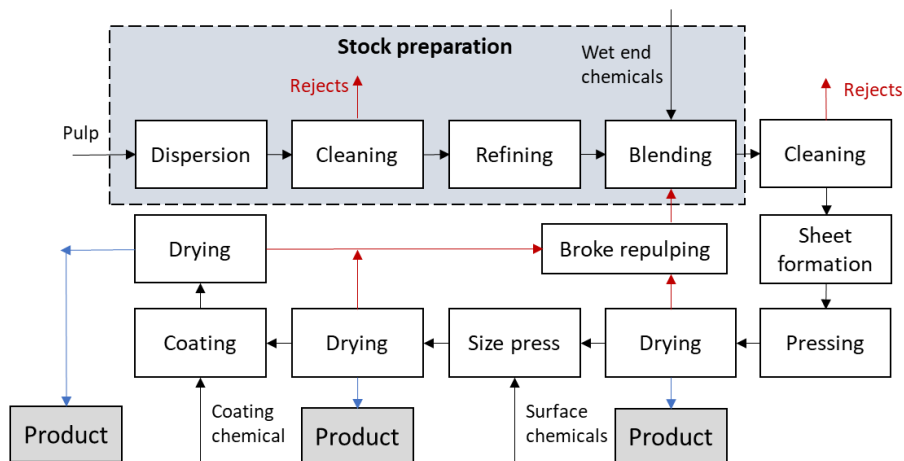 Stock preparation
Wet end
chemicals
Rejects
Rejects
Pulp
Dispersion
Cleaning
Refining
Blending
Cleaning
Drying
Broke repulping
Sheet
formation
Coating
Drying
Size press
Drying
Pressing
Product
Coating
chemical
Product
Surface
chemicals
Product